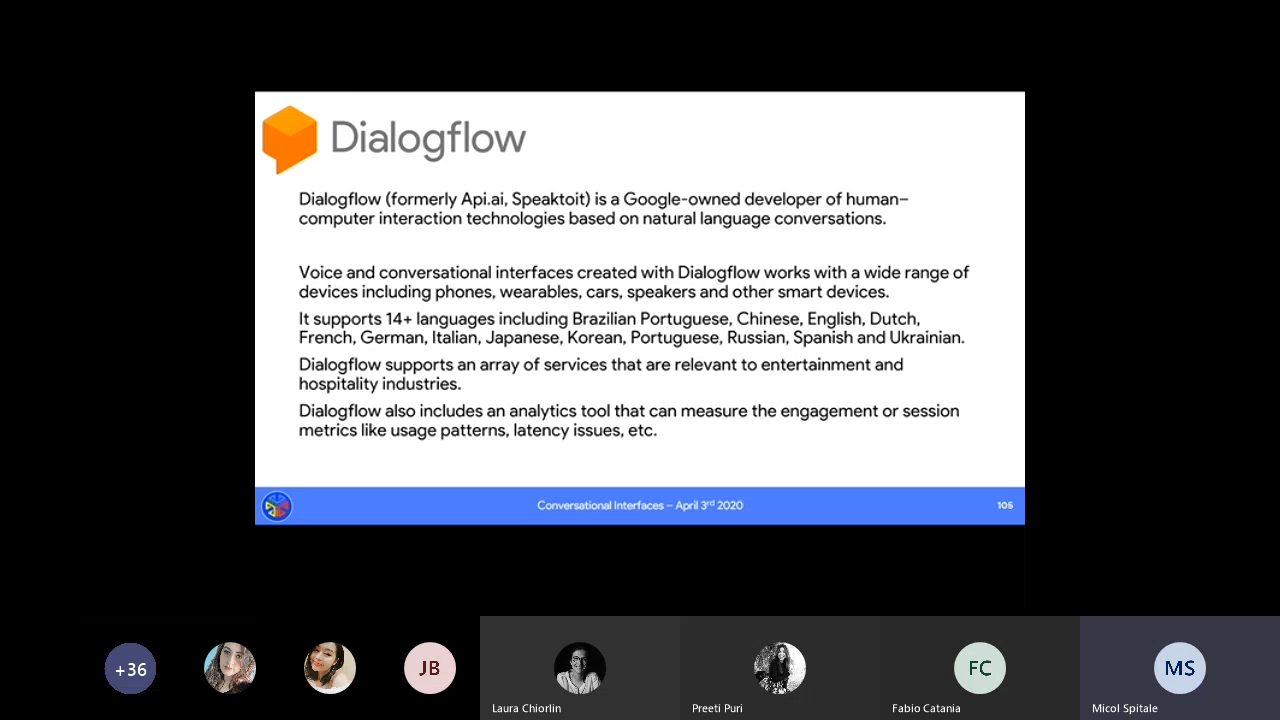 Dialogflow
Dialogflow (formerly Api.ai, Speaktoit) is a Google-owned developer of human–
computer interaction technologies based on natural language conversations.
Voice and conversational interfaces created with Dialogflow works with a wide range of
devices including phones, wearables, cars, speakers and other smart devices.
It supports 14+ languages including Brazilian Portuguese, Chinese, English, Dutch,
French, German, Italian, Japanese, Korean, Portuguese, Russian, Spanish and Ukrainian.
Dialogflow supports an array of services that are relevant to entertainment and
hospitality industries.
Dialogflow also includes an analytics tool that can measure the engagement or session
metrics like usage patterns, latency issues, etc.
Conversational Interfaces – April 3rd 2020
105
+36
JB
FC
MS
Laura Chiorlin
Preeti Puri
Fabio Catania
Micol Spitale